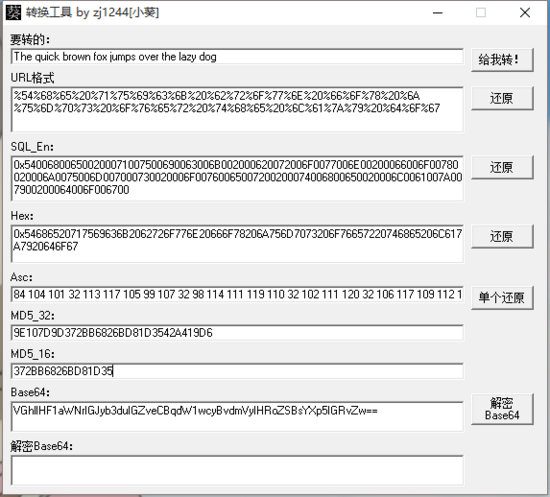 葵 转换工具 by zj1244[小葵]
要转的:
The quick brown fox jumps over the lazy dog
给我转!
URL格式
%54%68%65%20%71%75%69%63%6B%20%62%72%6F%77%6E%20%66%6F%78%20%6A
%75%6D%70%73%20%6F%76%65%72%20%74%68%65%20%6C%61%7A%79%20%64%6F%67
还原
SQL_En:
0x540068006500200071007500690063006B002000620072006F0077006E00200066006F00780
020006A0075006D007000730020006F00760065007200200074006800650020006C0061007A00
7900200064006F006700
还原
Hex:
0x54686520717569636B2062726F776E20666F78206A756D7073206F76657220746865206C617
A7920646F67
还原
Asc:
84 104 101 32 113 117 105 99 107 32 98 114 111 119 110 32 102 111 120 32 106 117 109 112 1
单个还原
MD5_32:
9E107D9D372BB6826BD81D3542A419D6
MD5_16:
372BB6826BD81D35
Base64:
VGhlIHF1aWNrIGJyb3duIGZveCBqdW1wcyBvdmVyIHRoZSBsYXp5IGRvZw==
解密
Base64
解密Base64: